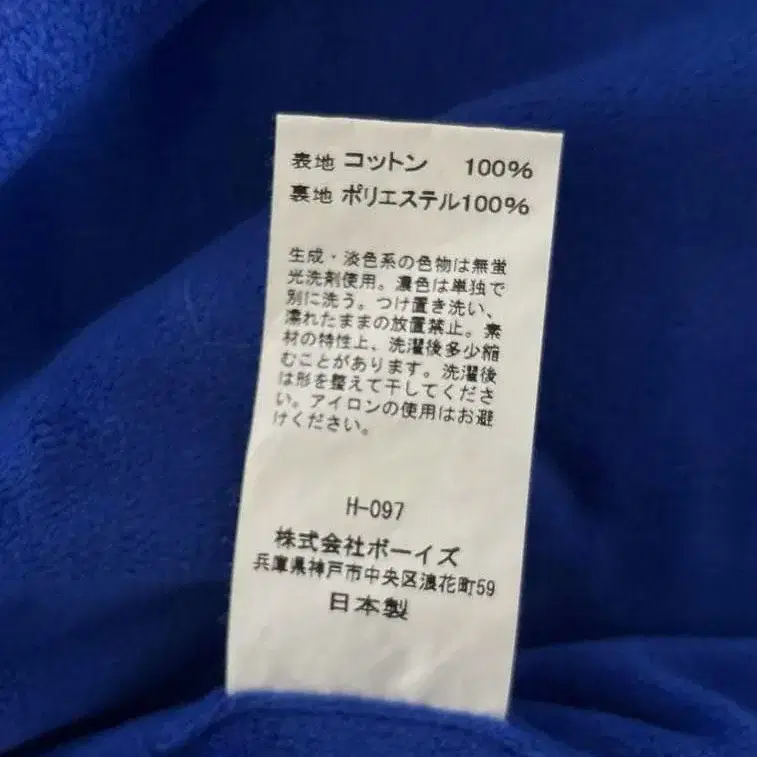 表地 コットン 100%
裏地 ポリエステル100%
生成・淡色系の色物は無蛍
光洗剤使用。濃色は単独で
別に洗う。つけ置き洗い、
濡れたままの放置禁止。素
材の特性上、洗濯後多少縮
むことがあります。洗濯後
は形を整えて干してくださ
い。アイロンの使用はお避
けください。
H-097
株式会社ボーイズ
兵庫県神戸市中央区浪花町59
日本製